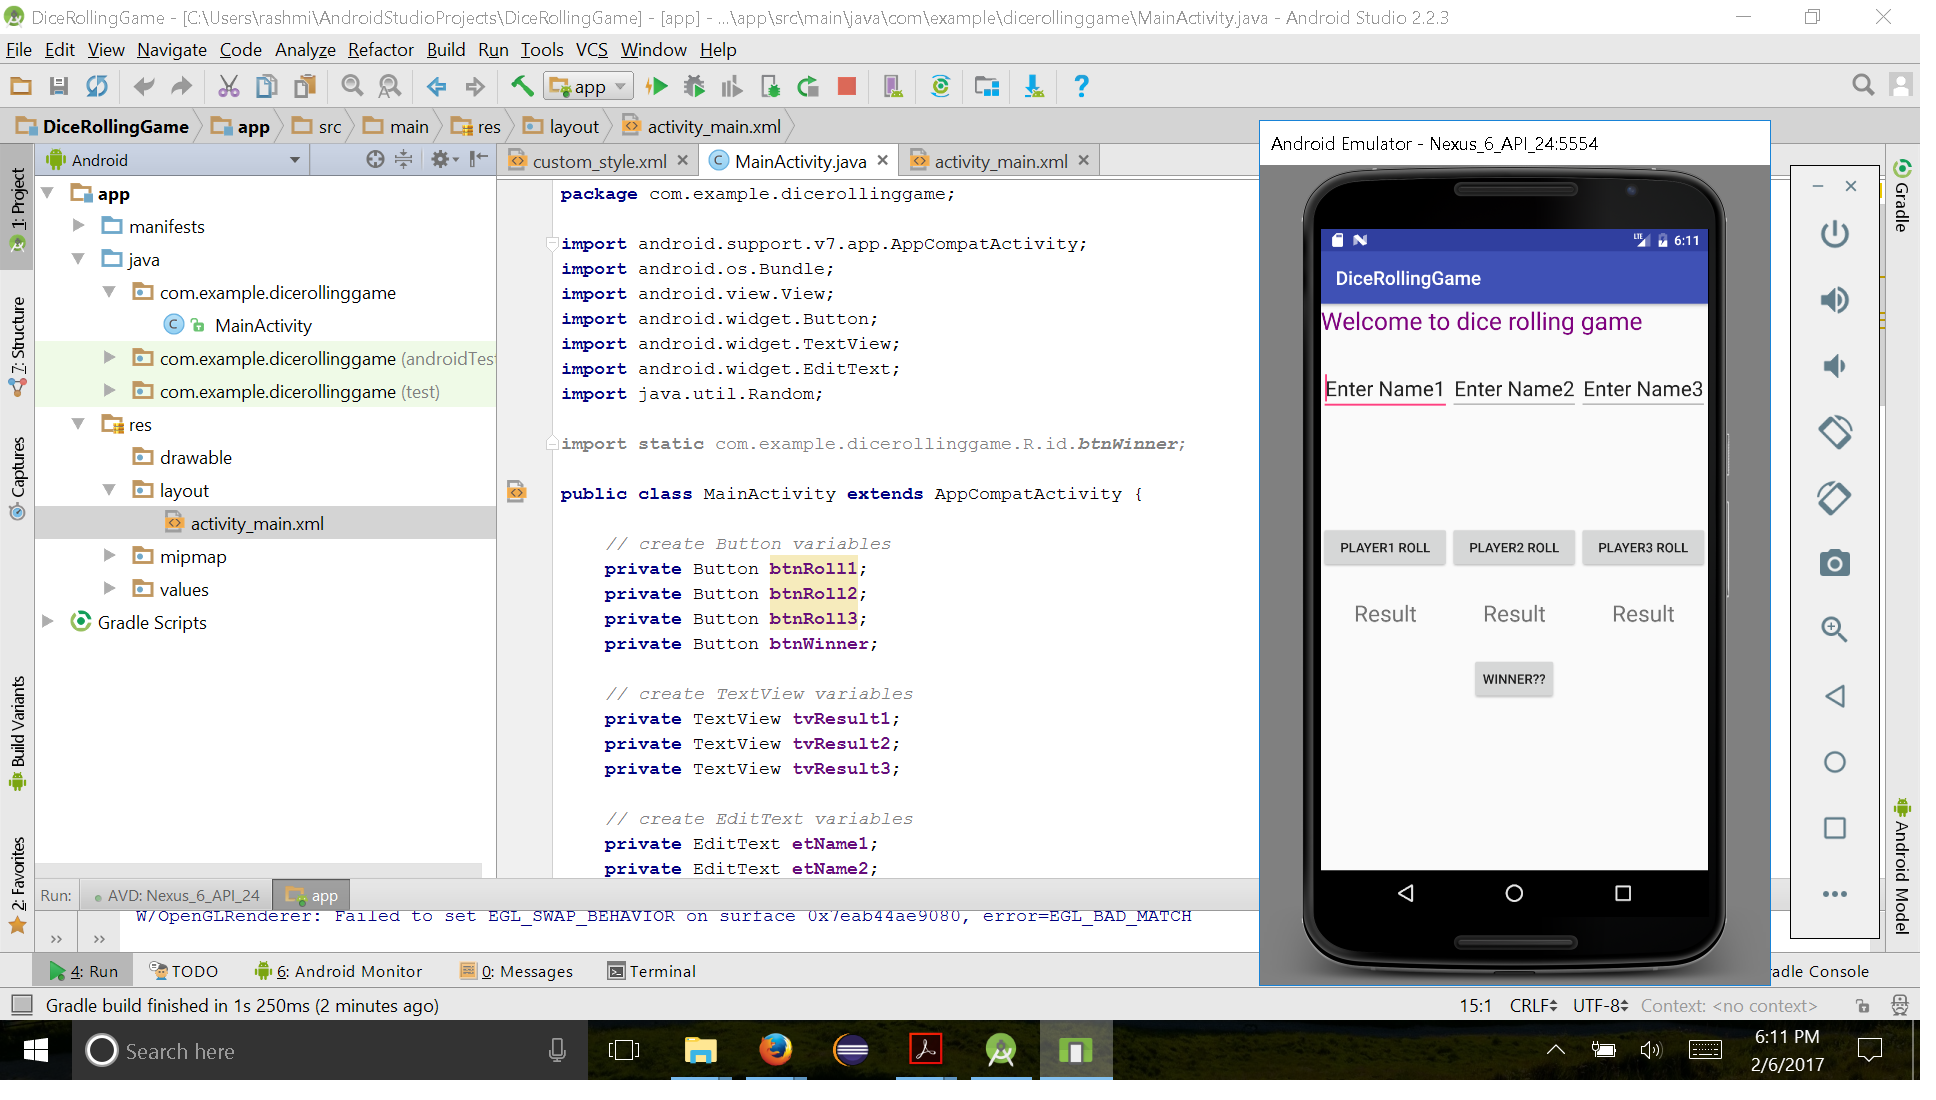 DiceRollingGame - [C:\Users\rashmi\AndroidStudioProjects\DiceRollingGame] - [app] - ...\app\src\main\java\com\example\dicerollinggame\MainActivity.java - Android Studio 2.2.3
File Edit View Navigate Code Analyze Refactor Build Run Tools VCS Window Help
app
DiceRollingGame app src main res layout activity_main.xml
Android
custom_style.xml MainActivity.java activity_main.xml
1: Project
7: Structure
Captures
Build Variants
2: Favorites
app
manifests
java
com.example.dicerollinggame
MainActivity
com.example.dicerollinggame (androidTes
com.example.dicerollinggame (test)
res
drawable
layout
activity_main.xml
mipmap
values
Gradle Scripts
package com.example.dicerollinggame;
import android.support.v7.app.AppCompatActivity;
import android.os.Bundle;
import android.view.View;
import android.widget.Button;
import android.widget.TextView;
import android.widget.EditText;
import java.util.Random;
import static com.example.dicerollinggame.R.id.btnWinner;
public class MainActivity extends AppCompatActivity {
// create Button variables
private Button btnRoll1;
private Button btnRoll2;
private Button btnRoll3;
private Button btnWinner;
// create TextView variables
private TextView tvResult1;
private TextView tvResult2;
private TextView tvResult3;
// create EditText variables
private EditText etName1;
private EditText etName2;
Android Emulator - Nexus_6_API_24:5554
LTE 6:11
DiceRollingGame
Welcome to dice rolling game
Enter Name1 Enter Name2 Enter Name3
PLAYER1 ROLL PLAYER2 ROLL PLAYER3 ROLL
Result Result Result
WINNER??
Gradle
Android Model
Run: AVD: Nexus_6_API_24 app
W/OpenGLRenderer: Failed to set EGL_SWAP_BEHAVIOR on surface 0x7eab44ae9080, error=EGL_BAD_MATCH
4: Run TODO 6: Android Monitor 0: Messages Terminal
radle Console
Gradle build finished in 1s 250ms (2 minutes ago)
15:1 CRLF UTF-8 Context: <no context>
Search here
6:11 PM
2/6/2017